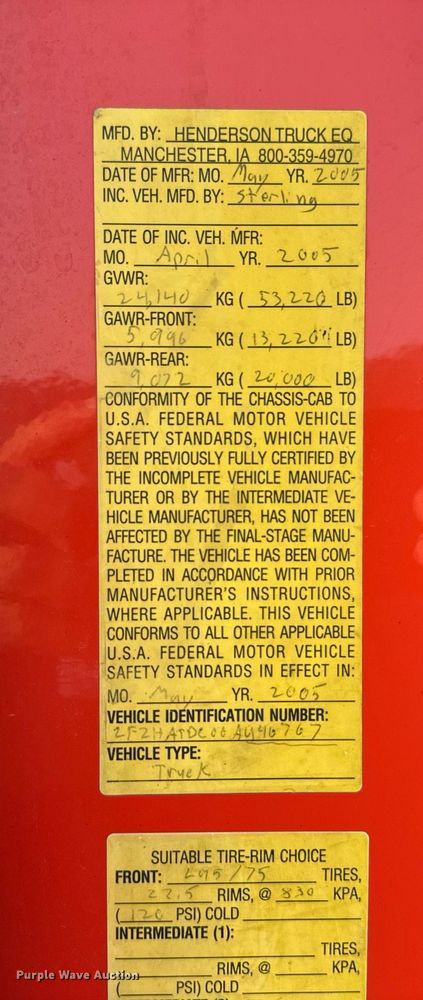 MFD. BY: HENDERSON TRUCK EQ
MANCHESTER, IA 800-359-4970
DATE OF MFR: MO. May YR. 2005
INC. VEH. MFD. BY: Sterling
DATE OF INC. VEH. MFR:
MO. April YR. 2005
GVWR:
24,140 KG ( 53,220 LB)
GAWR-FRONT:
5,996 KG ( 13,220 LB)
GAWR-REAR:
9,072 KG ( 20,000 LB)
CONFORMITY OF THE CHASSIS-CAB TO
U.S.A. FEDERAL MOTOR VEHICLE
SAFETY STANDARDS, WHICH HAVE
BEEN PREVIOUSLY FULLY CERTIFIED BY
THE INCOMPLETE VEHICLE MANUFAC-
TURER OR BY THE INTERMEDIATE VE-
HICLE MANUFACTURER, HAS NOT BEEN
AFFECTED BY THE FINAL-STAGE MANU-
FACTURE. THE VEHICLE HAS BEEN COM-
PLETED IN ACCORDANCE WITH PRIOR
MANUFACTURER'S INSTRUCTIONS,
WHERE APPLICABLE. THIS VEHICLE
CONFORMS TO ALL OTHER APPLICABLE
U.S.A. FEDERAL MOTOR VEHICLE
SAFETY STANDARDS IN EFFECT IN:
MO. May YR. 2005
VEHICLE IDENTIFICATION NUMBER:
VEHICLE TYPE:
Truck
SUITABLE TIRE-RIM CHOICE
FRONT: TIRES,
22.5 RIMS, @ 830 KPA,
( 120 PSI) COLD
INTERMEDIATE (1):
TIRES,
RIMS, @ KPA,
( PSI) COLD
Purple Wave Auction